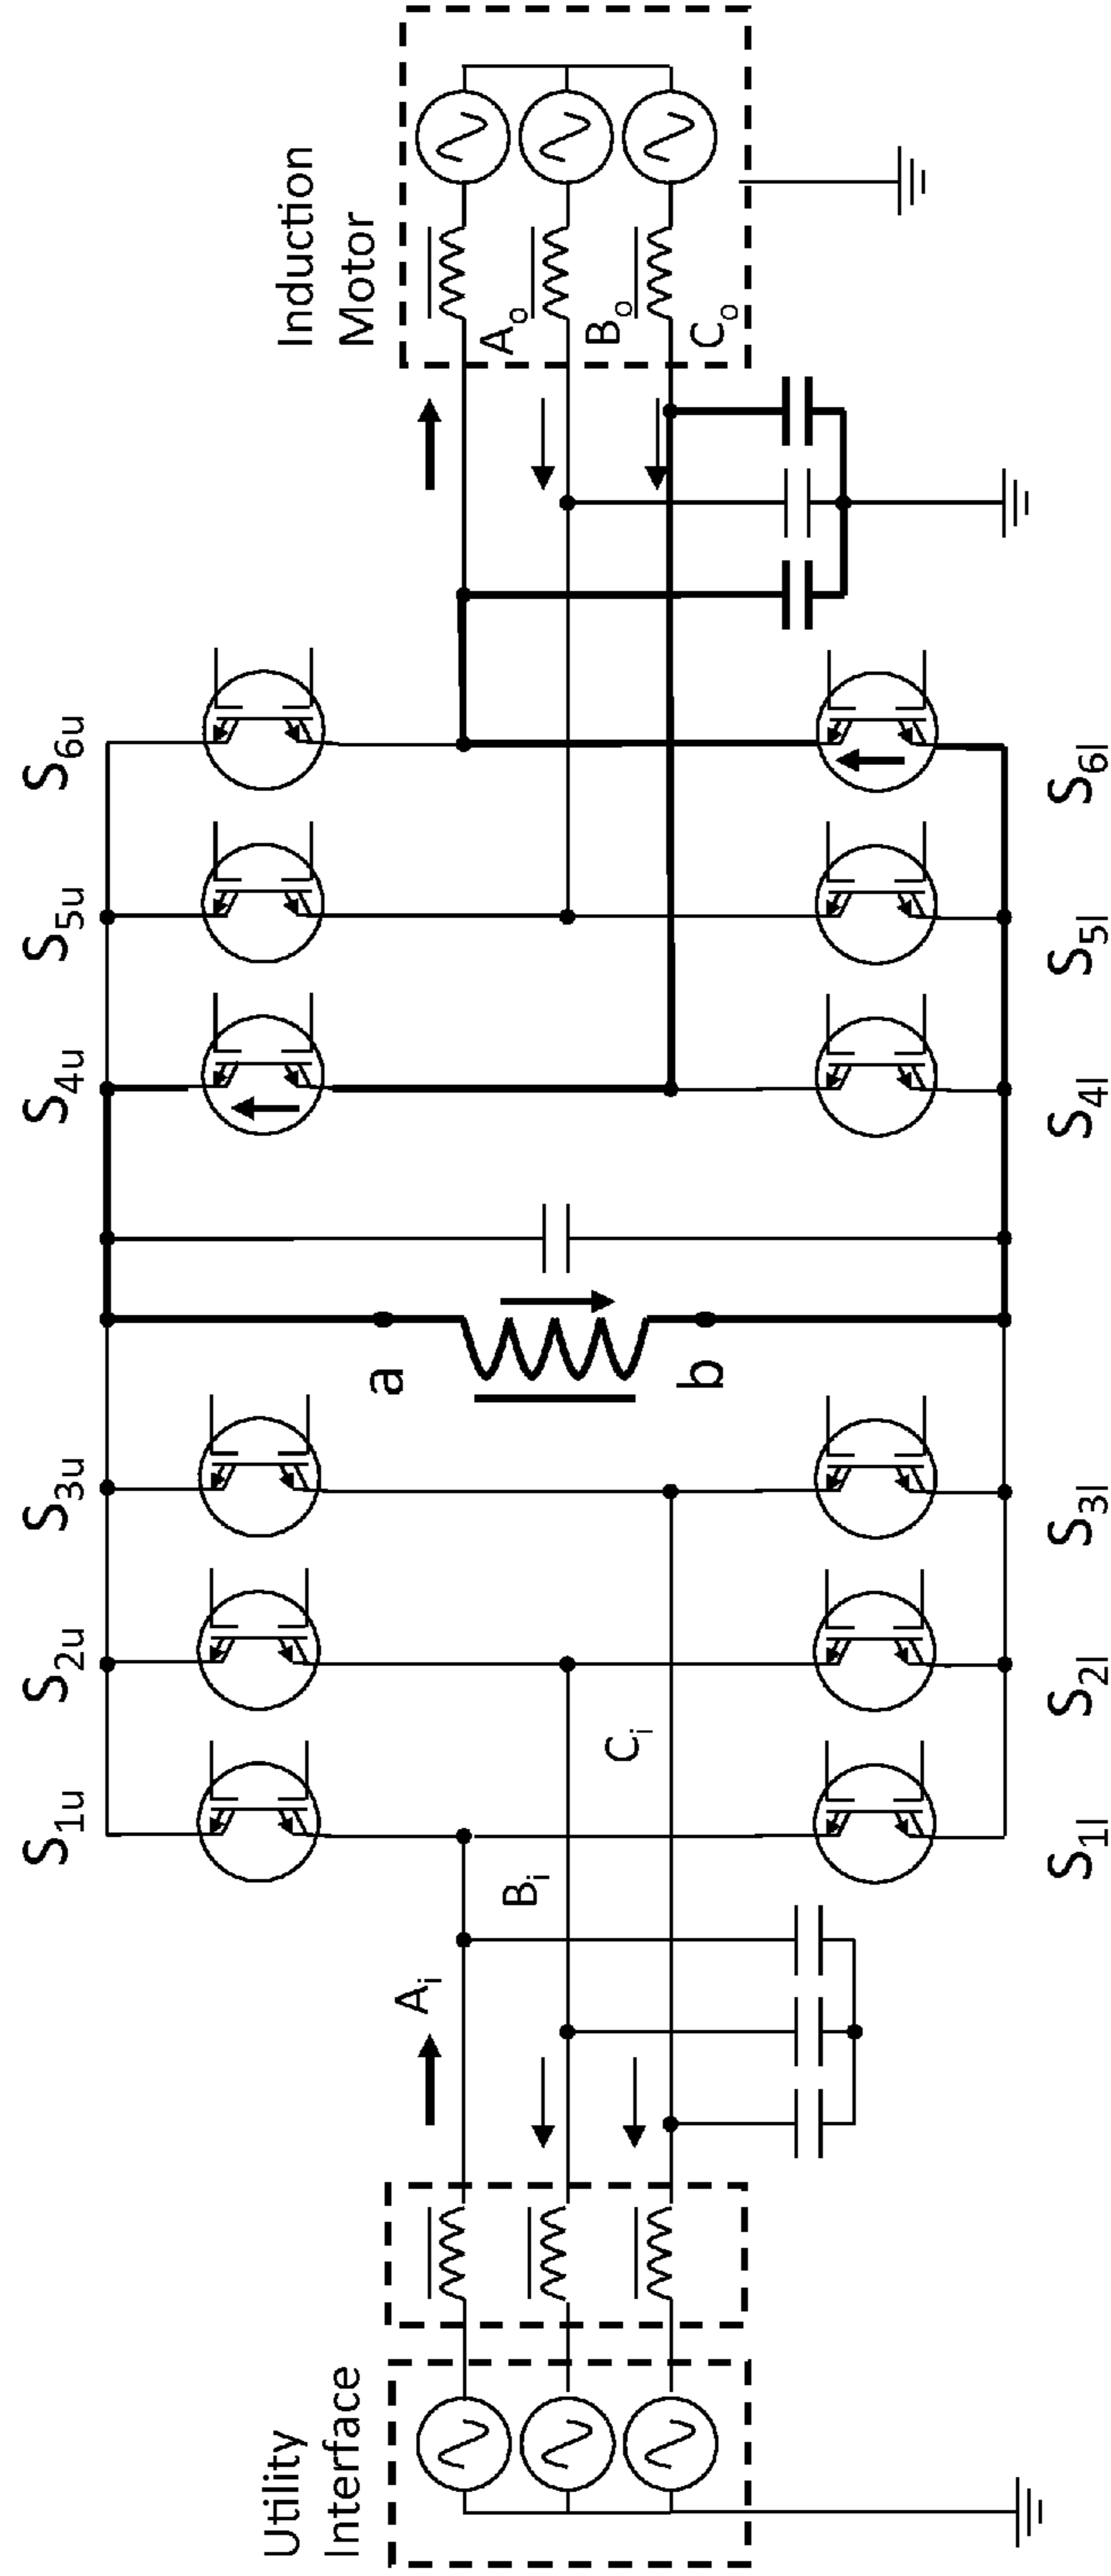 S1u
S2u
S3u
S4u
S5u
S6u
Utility
Interface
Induction
Motor
Ai
Bi
Ci
a
b
Ao
Bo
Co
S1l
S2l
S3l
S4l
S5l
S6l